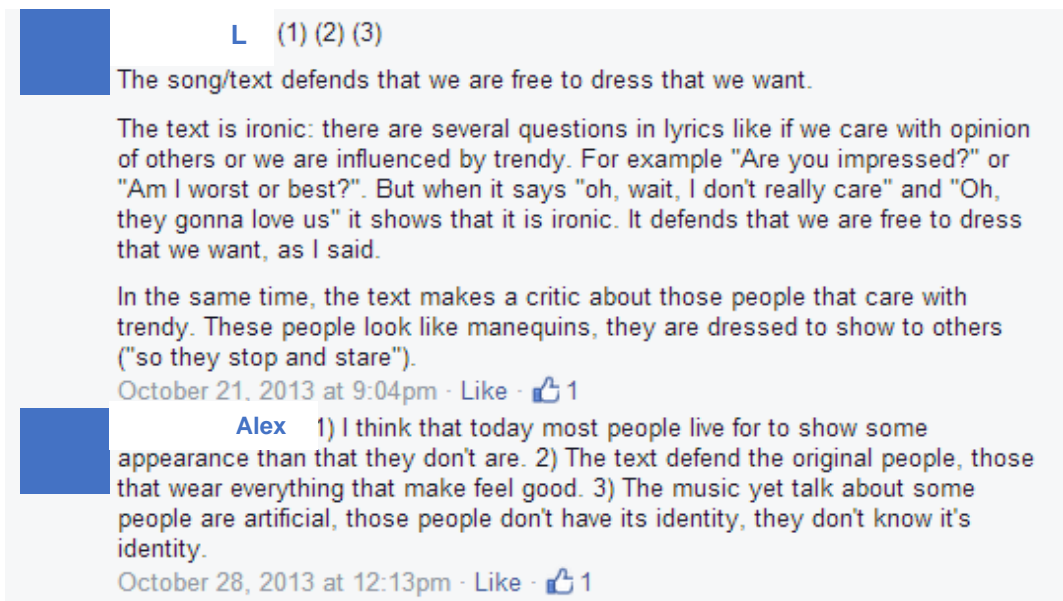 L (1) (2) (3)
The song/text defends that we are free to dress that we want.
The text is ironic: there are several questions in lyrics like if we care with opinion
of others or we are influenced by trendy. For example "Are you impressed?" or
"Am I worst or best?". But when it says "oh, wait, I don't really care" and "Oh,
they gonna love us" it shows that it is ironic. It defends that we are free to dress
that we want, as I said.
In the same time, the text makes a critic about those people that care with
trendy. These people look like manequins, they are dressed to show to others
("so they stop and stare").
October 21, 2013 at 9:04pm · Like · 1
Alex 1) I think that today most people live for to show some
appearance than that they don't are. 2) The text defend the original people, those
that wear everything that make feel good. 3) The music yet talk about some
people are artificial, those people don't have its identity, they don't know it's
identity.
October 28, 2013 at 12:13pm · Like · 1